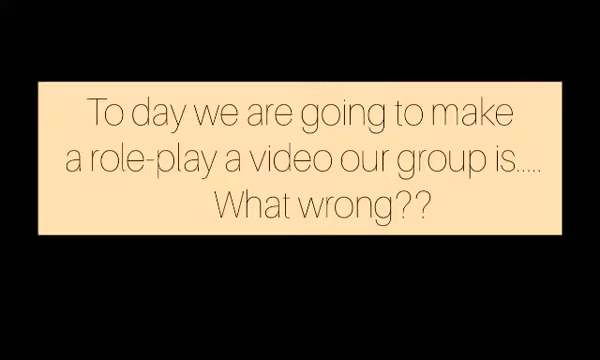 To day we are going to make
a role-play a video our group is.....
What wrong??